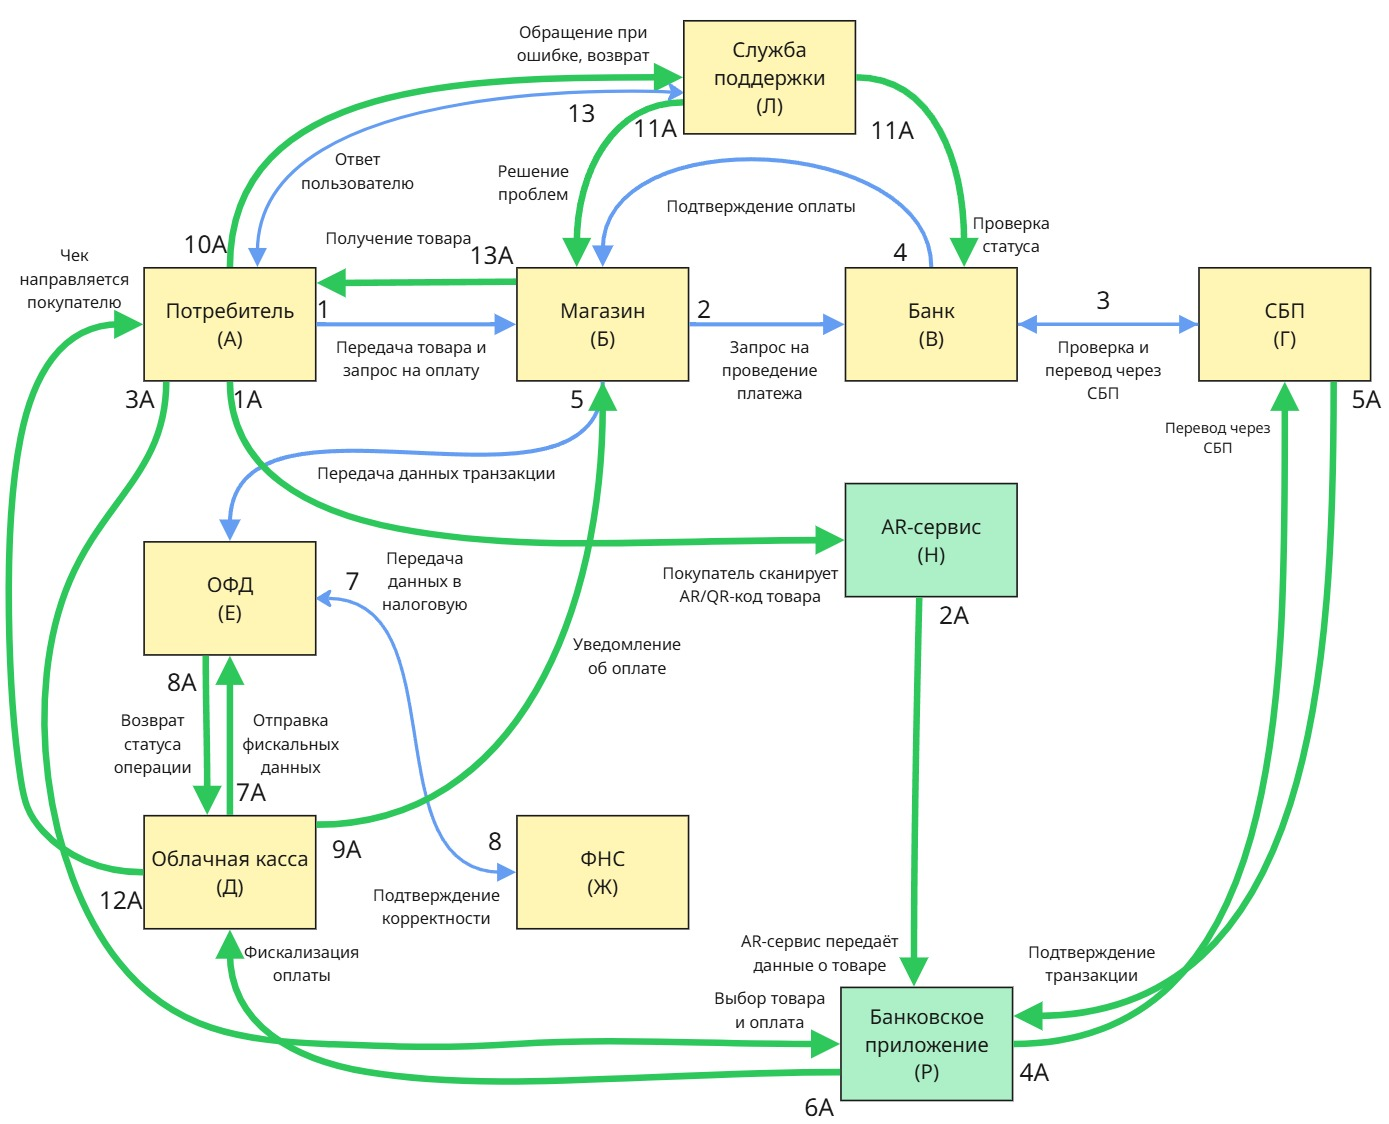 Обращение при
ошибке, возврат
Служба
поддержки
(Л)
13
11А
11А
Ответ
пользователю
Решение
проблем
Подтверждение оплаты
Проверка
статуса
10А
Получение товара
13А
4
Чек
направляется
покупателю
Потребитель
(А)
1
Передача товара и
запрос на оплату
Магазин
(Б)
2
Запрос на
проведение
платежа
Банк
(В)
3
Проверка и
перевод через
СБП
СБП
(Г)
3А
1А
5
5А
Перевод через
СБП
Передача данных транзакции
AR-сервис
(Н)
Покупатель сканирует
AR/QR-код товара
2А
ОФД
(Е)
7
Передача
данных в
налоговую
Уведомление
об оплате
8А
Возврат
статуса
операции
Отправка
фискальных
данных
7А
Облачная касса
(Д)
9А
12А
8
ФНС
(Ж)
Подтверждение
корректности
Фискализация
оплаты
AR-сервис передаёт
данные о товаре
Подтверждение
транзакции
Выбор товара
и оплата
Банковское
приложение
(Р)
4А
6А